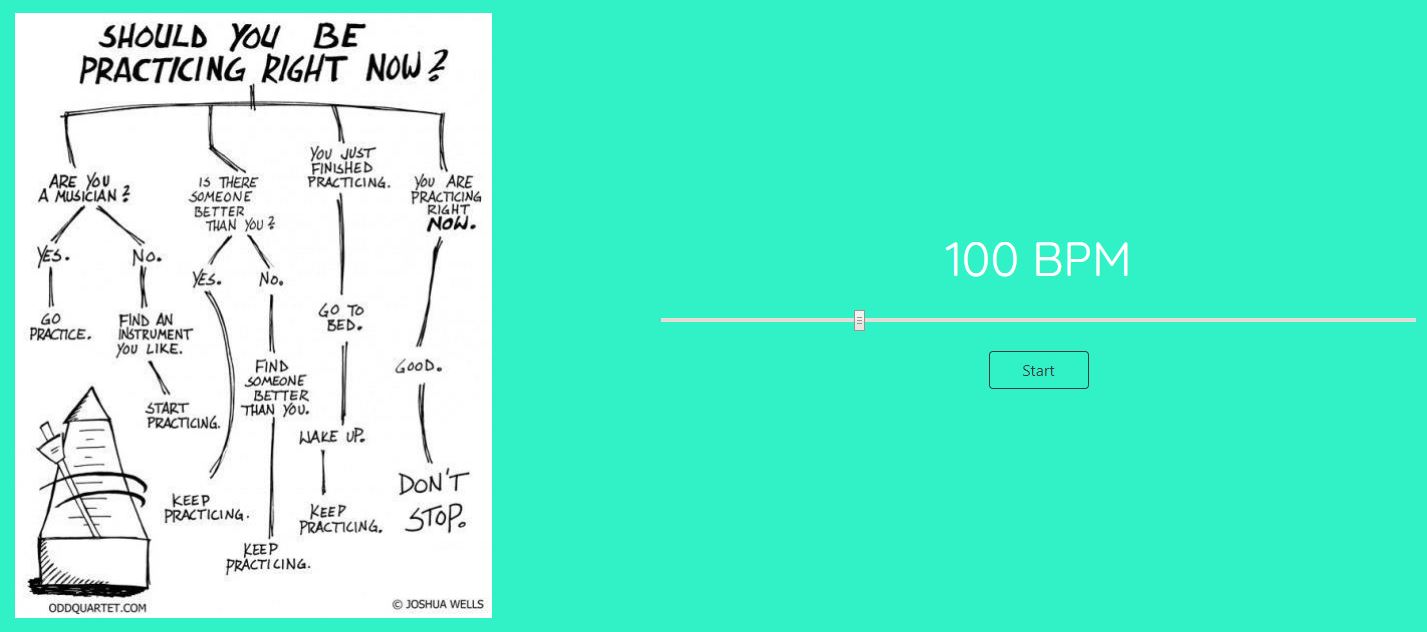 SHOULD YOU BE
PRACTICING RIGHT NOW?
ARE YOU
A MUSICIAN?
YES.
NO.
GO
PRACTICE.
FIND AN
INSTRUMENT
YOU LIKE.
START
PRACTICING.
IS THERE
SOMEONE
BETTER
THAN YOU?
YES.
NO.
KEEP
PRACTICING.
FIND
SOMEONE
BETTER
THAN YOU.
KEEP
PRACTICING.
YOU JUST
FINISHED
PRACTICING.
GO TO
BED.
WAKE UP.
KEEP
PRACTICING.
YOU ARE
PRACTICING
RIGHT
NOW.
GOOD.
DON'T
STOP.
ODDQUARTET.COM
© JOSHUA WELLS
100 BPM
Start